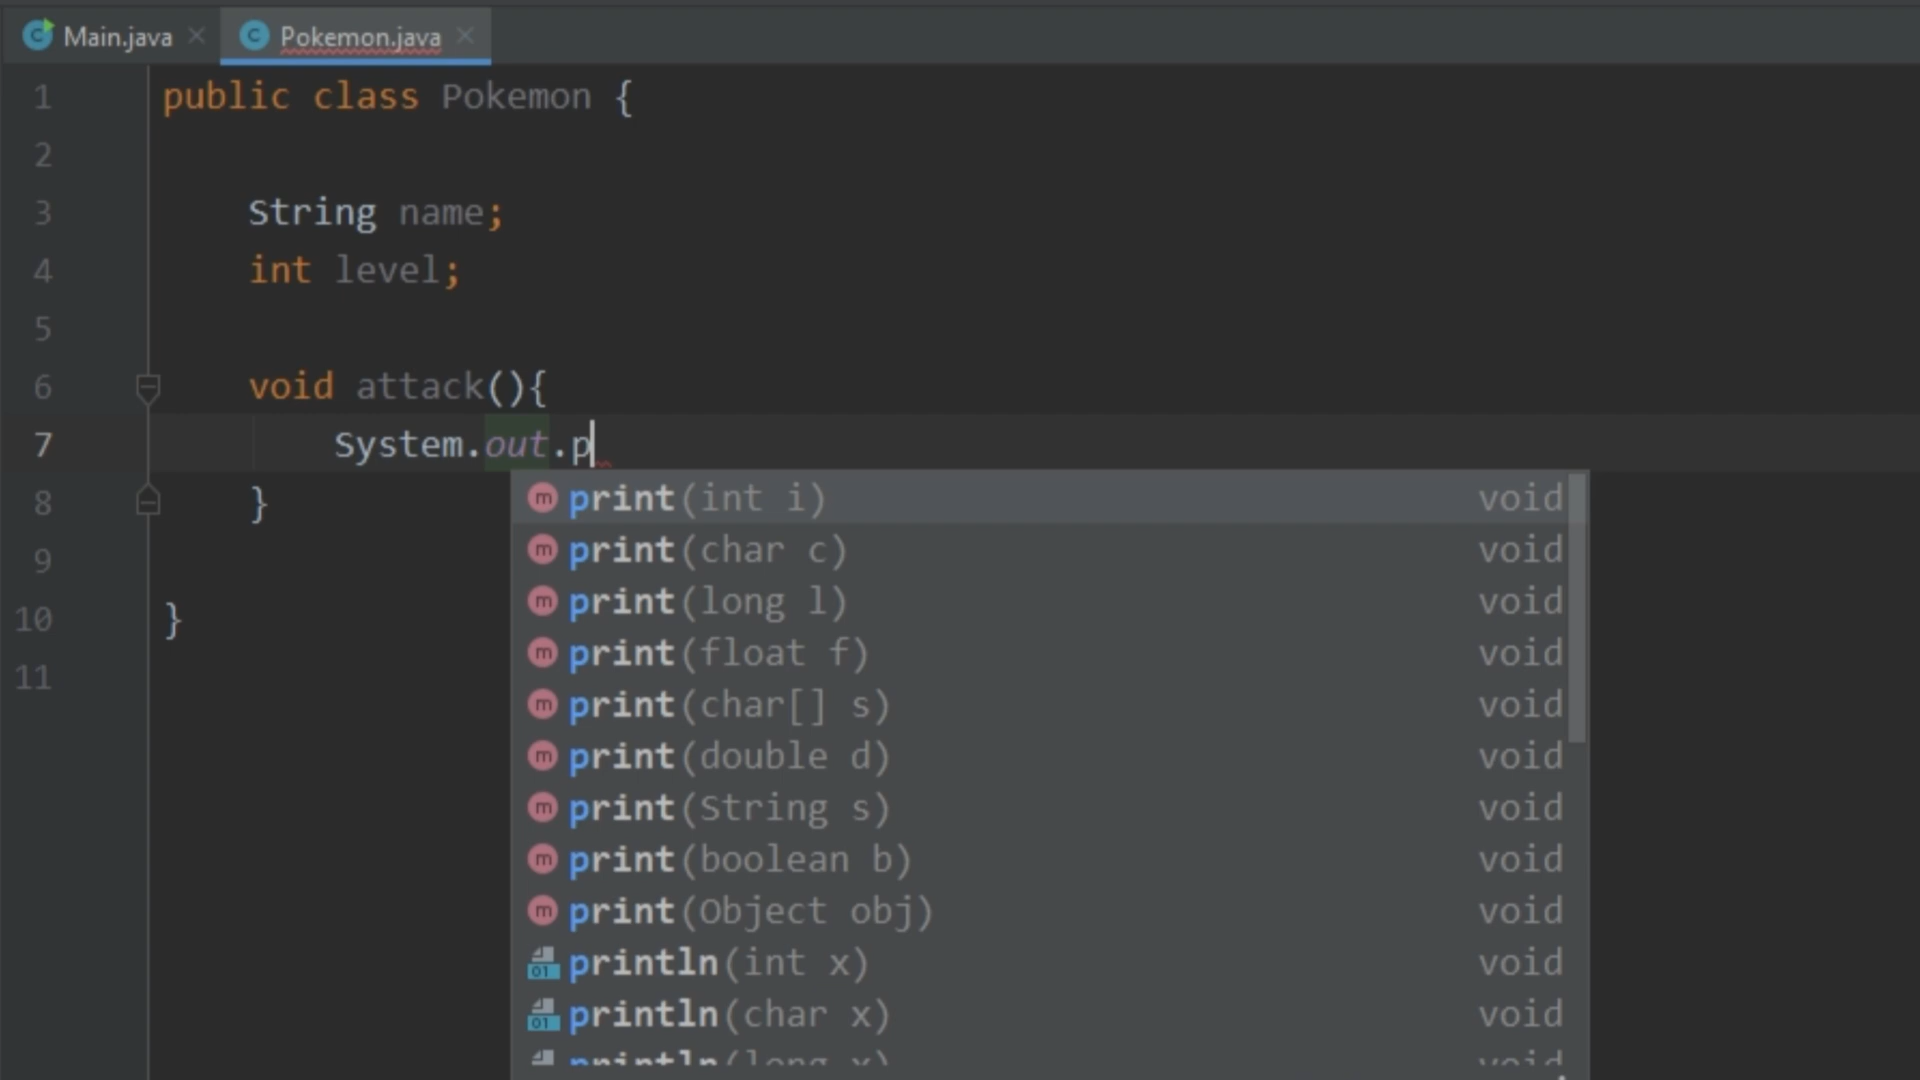 Main.java Pokemon.java
1 public class Pokemon {
2
3 String name;
4 int level;
5
6 void attack(){
7 System.out.p
print(int i) void
8 }
print(char c) void
9
print(long l) void
10 }
print(float f) void
11
print(char[] s) void
print(double d) void
print(String s) void
print(boolean b) void
print(Object obj) void
println(int x) void
println(char x) void
println(long x) void